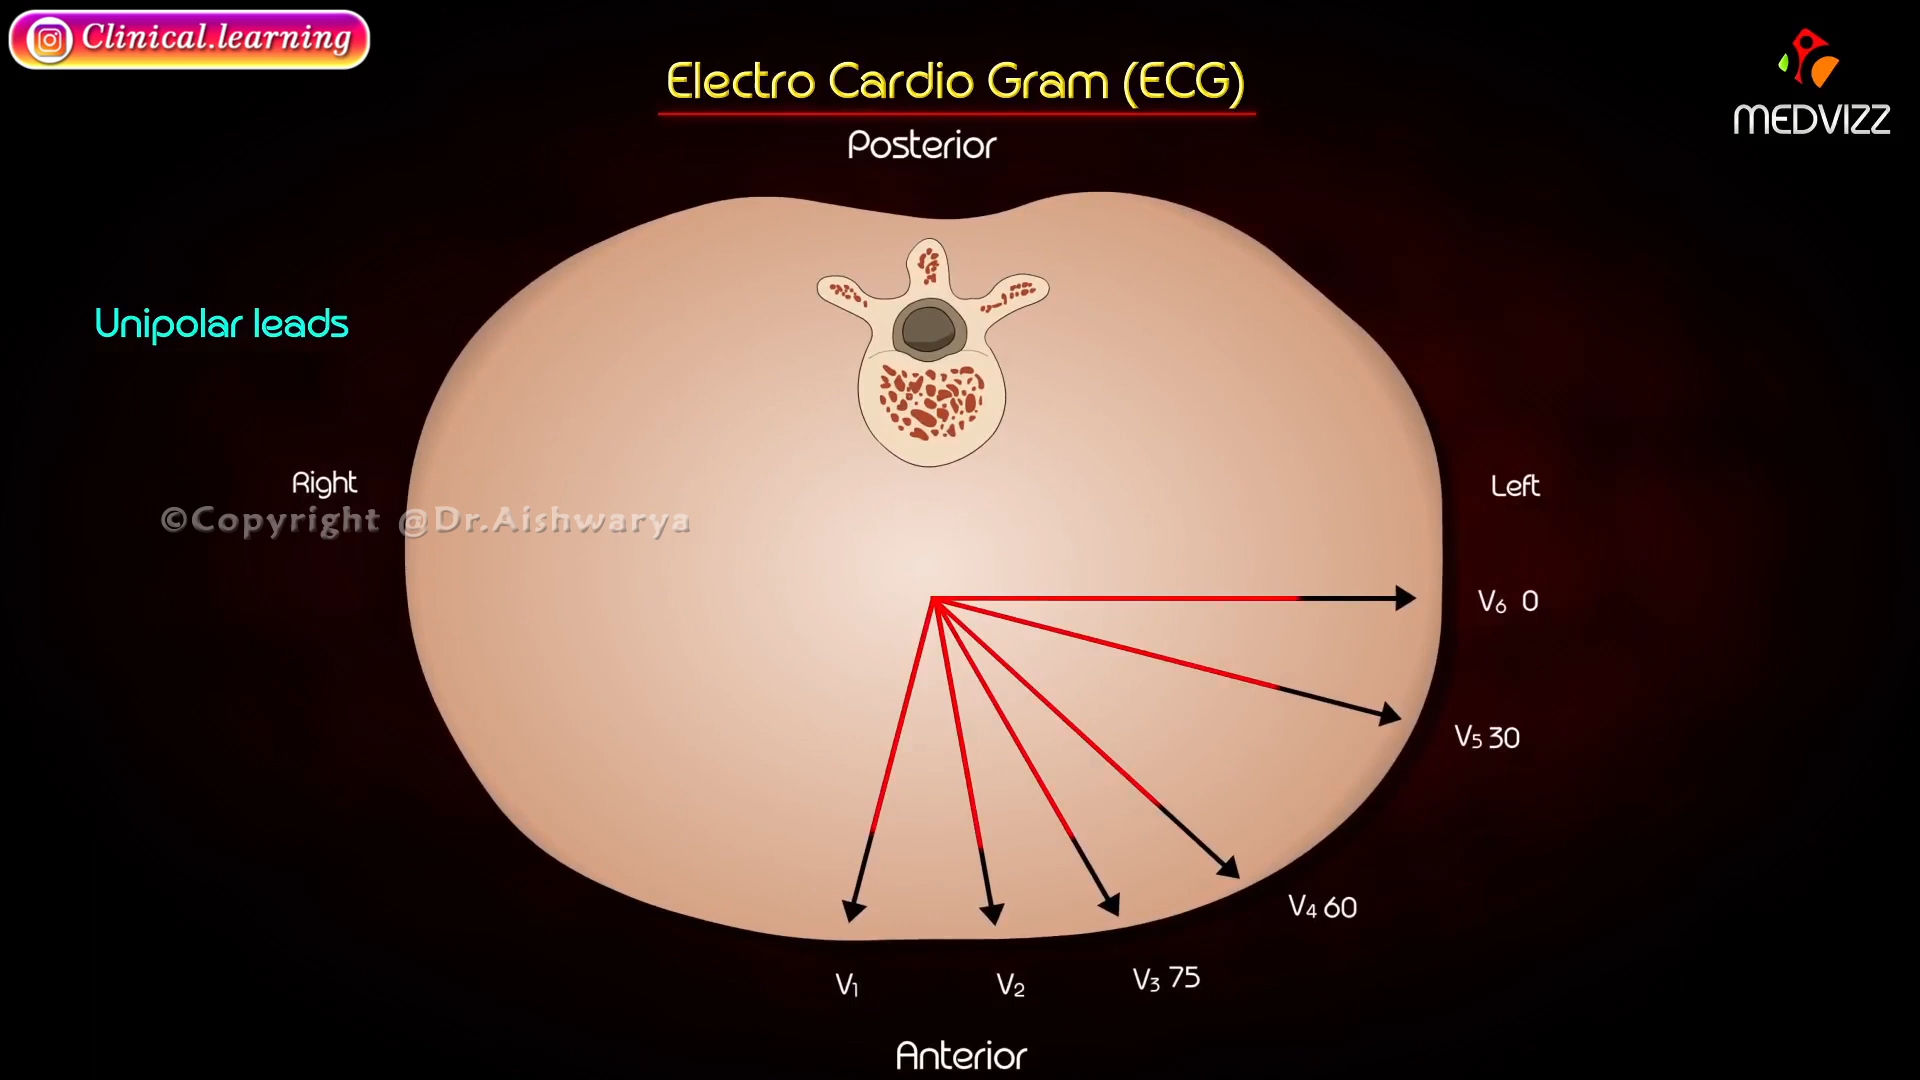 Clinical.learning
Electro Cardio Gram (ECG)
MEDVIZZ
Posterior
Unipolar leads
Right
Left
©Copyright @Dr.Aishwarya
V6 0
V5 30
V4 60
V1
V2
V3 75
Anterior